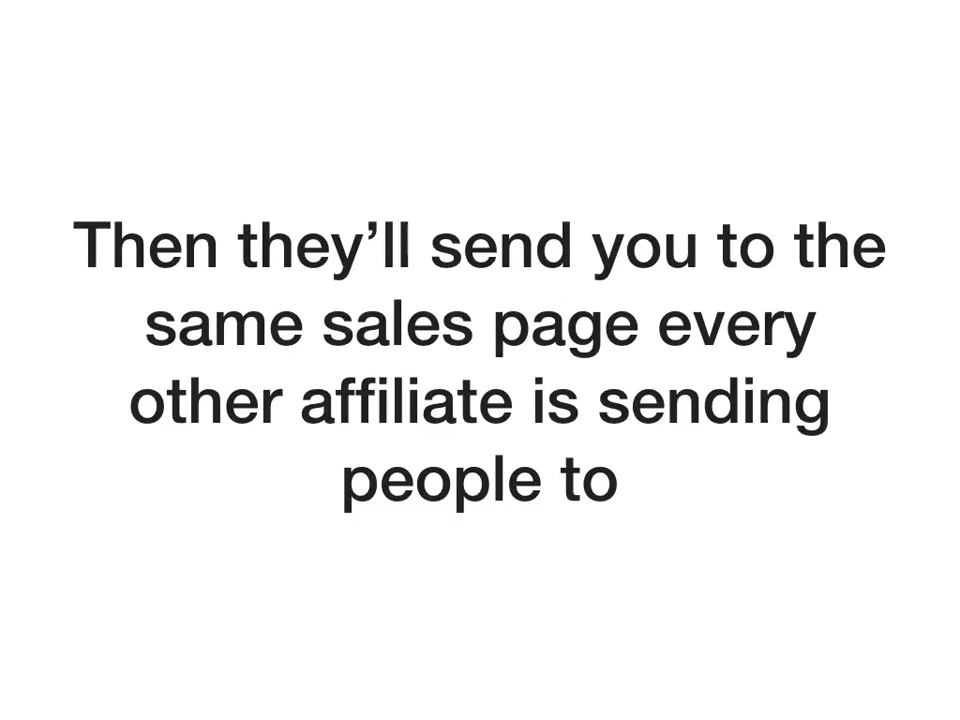 Then they’ll send you to the
same sales page every
other affiliate is sending
people to